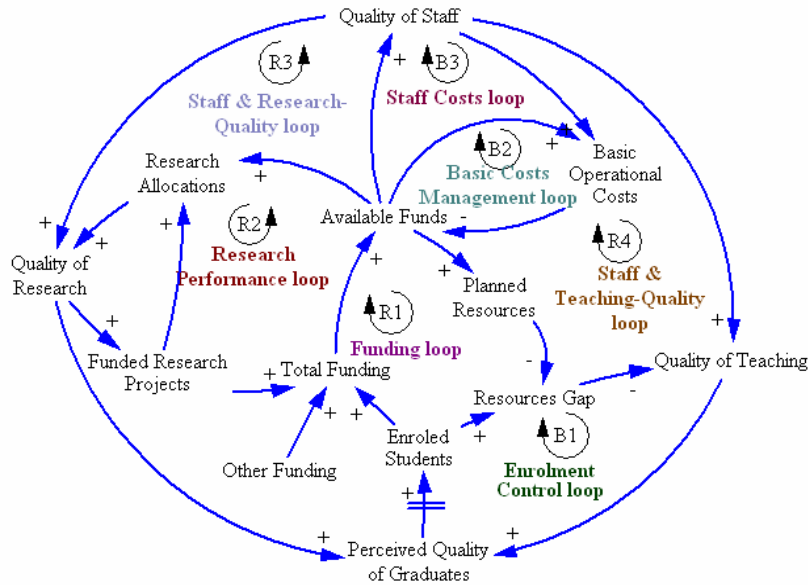 Quality of Staff
R3
B3
+
Staff & Research-
Quality loop
Staff Costs loop
B2
+
+
+
Research
Allocations
+
Basic Costs
Management loop
Basic
Operational
Costs
R2
+
Available Funds
-
R4
+
+
Quality of
Research
Research
Performance loop
+
+
Planned
Resources
Staff &
Teaching-Quality
loop
R1
+
+
Funding loop
Funded Research
Projects
+
Total Funding
-
Quality of Teaching
Resources Gap
-
+
+
Enroled
Students
+
B1
Other Funding
Enrolment
Control loop
+
+
+
Perceived Quality
of Graduates